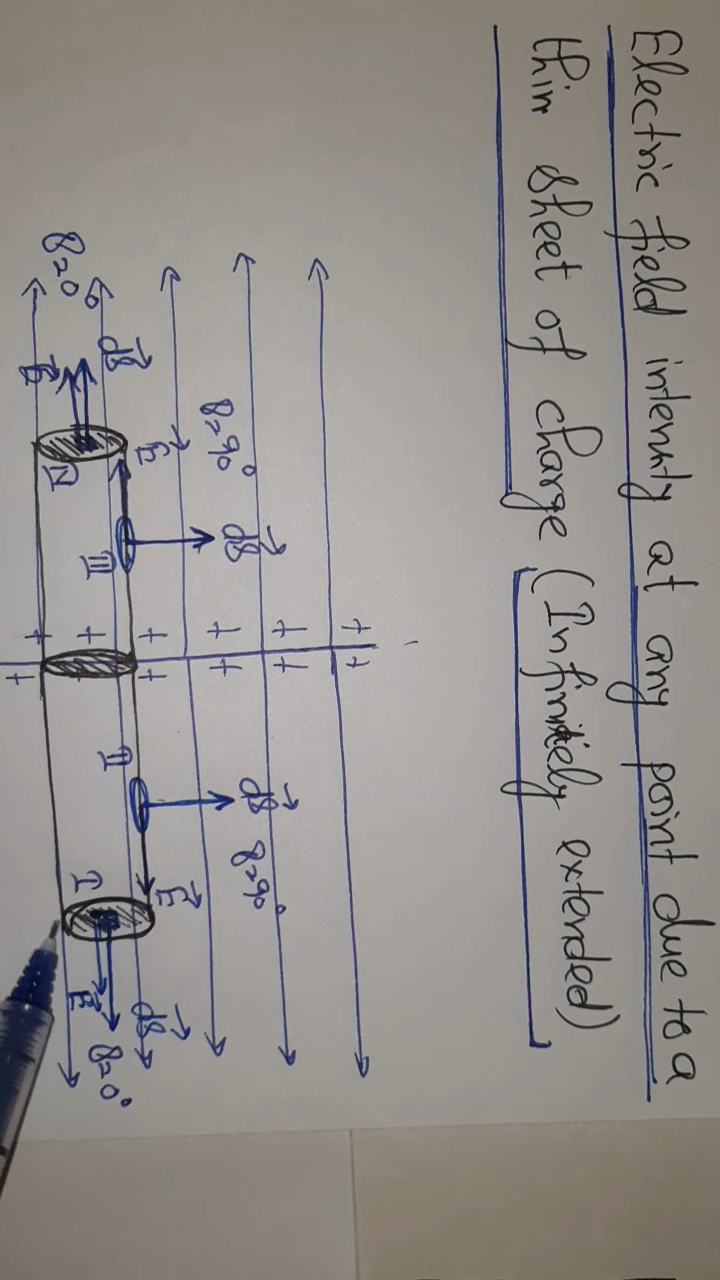 Electric field intensity at any point due to a
thin sheet of charge (Infinitely extended)
+ +
+ +
dS θ=90° + + dS θ=90°
E + + E
III + + II
dS + dS
E IV + I E
θ=0° + + θ=0°